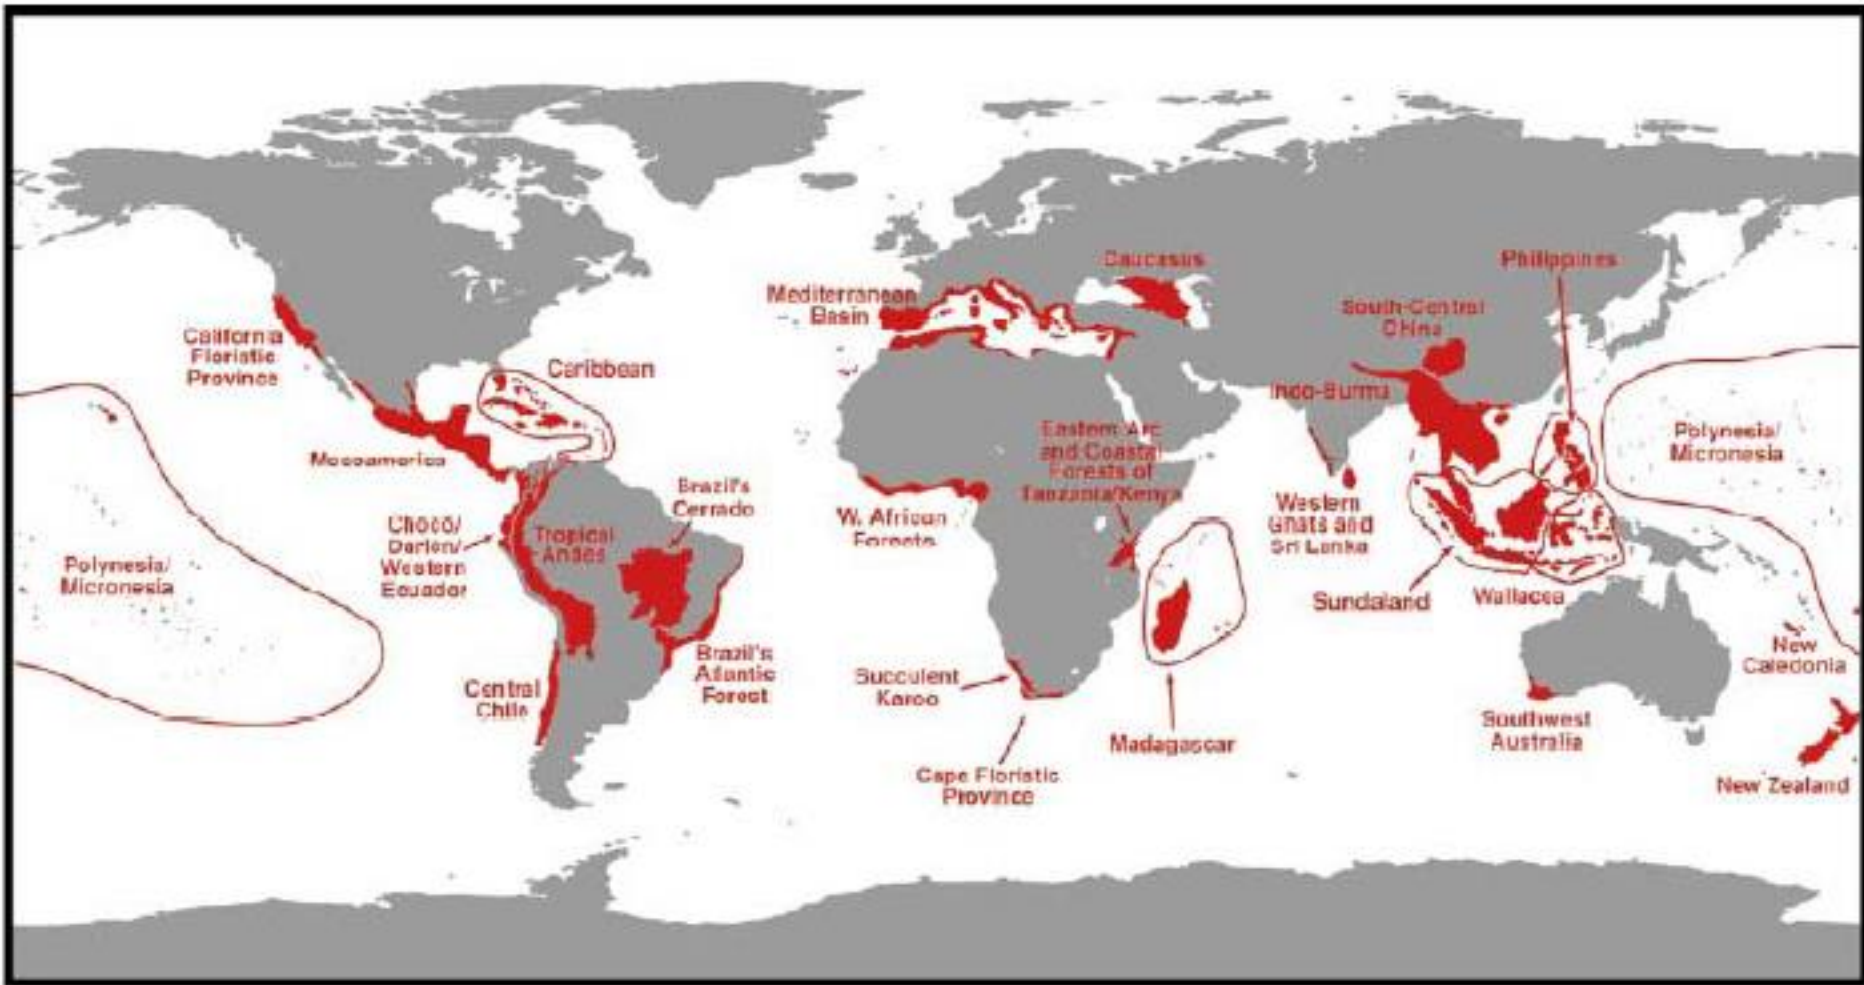 California
Floristic
Province
Caribbean
Mesoamerica
Polynesia/
Micronesia
Chocó/
Darien/
Western
Ecuador
Tropical
Andes
Brazil's
Cerrado
Central
Chile
Brazil's
Atlantic
Forest
Mediterranean
Basin
Caucasus
W. African
Forests
Eastern Arc
and Coastal
Forests of
Tanzania/Kenya
Succulent
Karoo
Cape Floristic
Province
Madagascar
Philippines
South-Central
China
Indo-Burma
Western
Ghats and
Sri Lanka
Sundaland
Wallacea
Polynesia/
Micronesia
New
Caledonia
Southwest
Australia
New Zealand